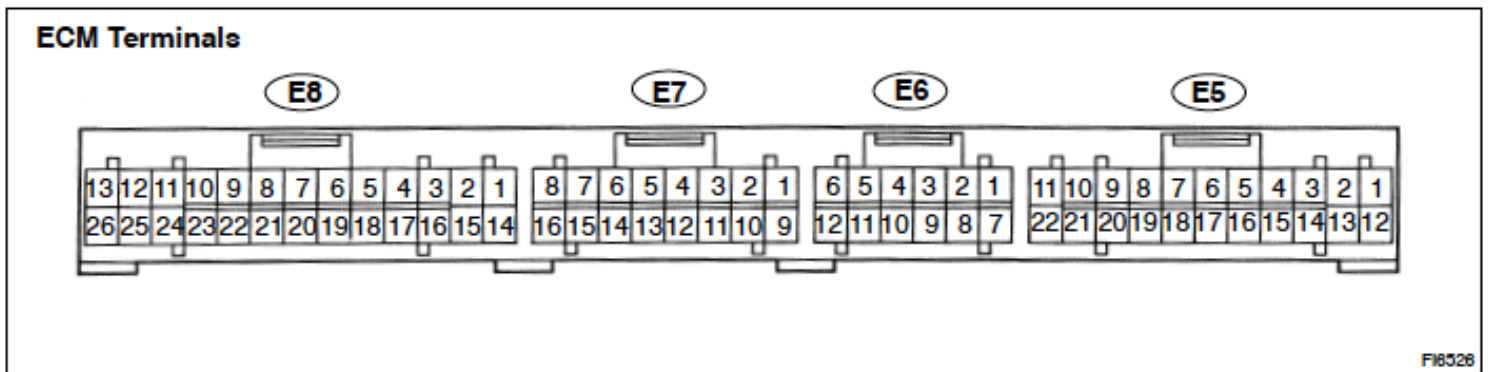 ECM Terminals
E8 E7 E6 E5
13 12 11 10 9 8 7 6 5 4 3 2 1 8 7 6 5 4 3 2 1 6 5 4 3 2 1 11 10 9 8 7 6 5 4 3 2 1
26 25 24 23 22 21 20 19 18 17 16 15 14 16 15 14 13 12 11 10 9 12 11 10 9 8 7 22 21 20 19 18 17 16 15 14 13 12
FI6526